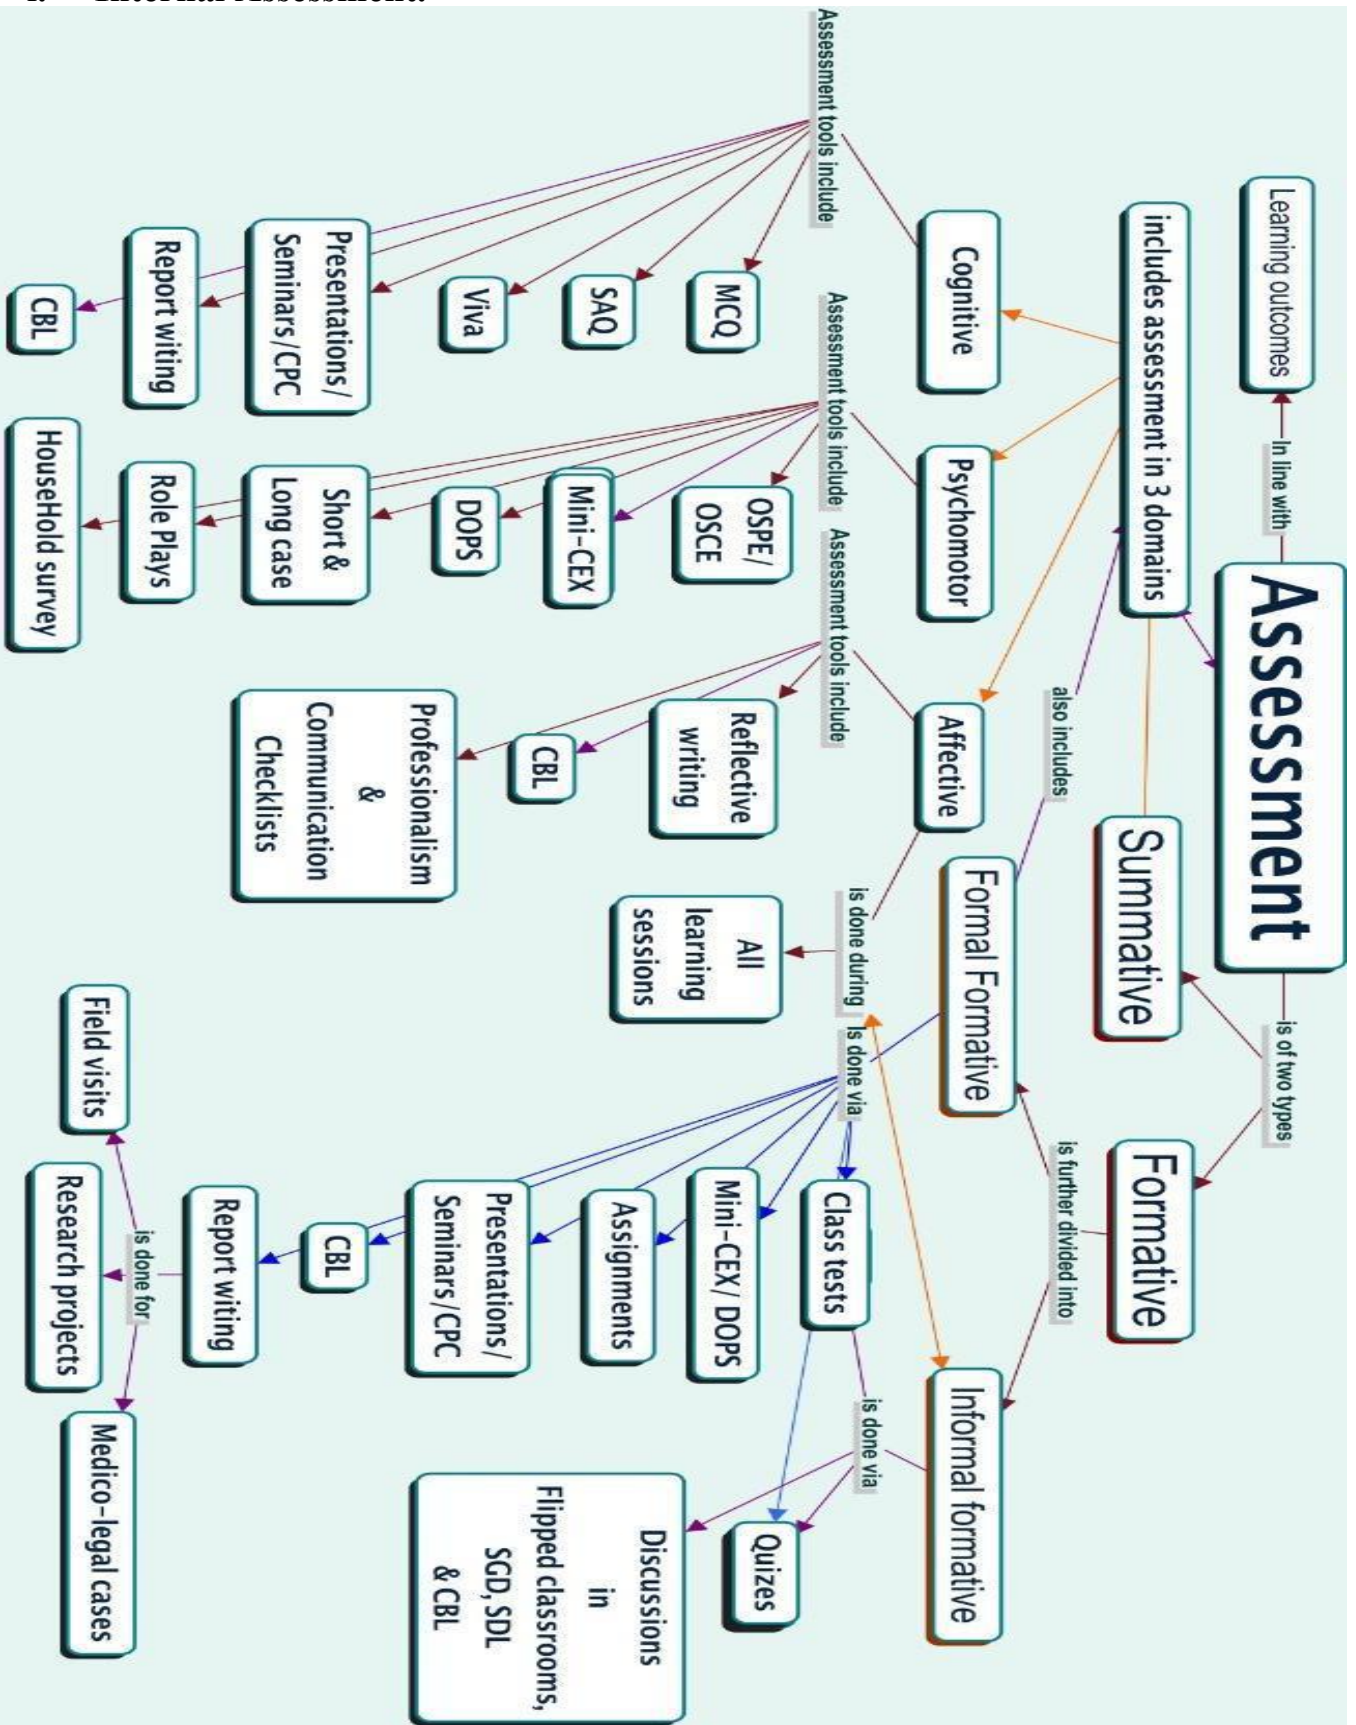 Internal Assessment:
Assessment
In line with
Learning outcomes
is of two types
includes assessment in 3 domains
Summative
Formative
also includes
is further divided into
Cognitive
Psychomotor
Affective
Formal Formative
Informal formative
Assessment tools include
Assessment tools include
Assessment tools include
is done during
Is done via
is done via
MCQ
SAQ
Viva
Presentations/
Seminars/CPC
Report witing
CBL
OSPE/
OSCE
Mini-CEX
DOPS
Short &
Long case
Role Plays
HouseHold survey
Reflective
writing
CBL
Professionalism
&
Communication
Checklists
All
learning
sessions
Class tests
Mini-CEX/ DOPS
Assignments
Presentations/
Seminars/CPC
CBL
Report witing
is done for
Field visits
Research projects
Medico-legal cases
Quizes
Discussions
in
Flipped classrooms,
SGD, SDL
& CBL